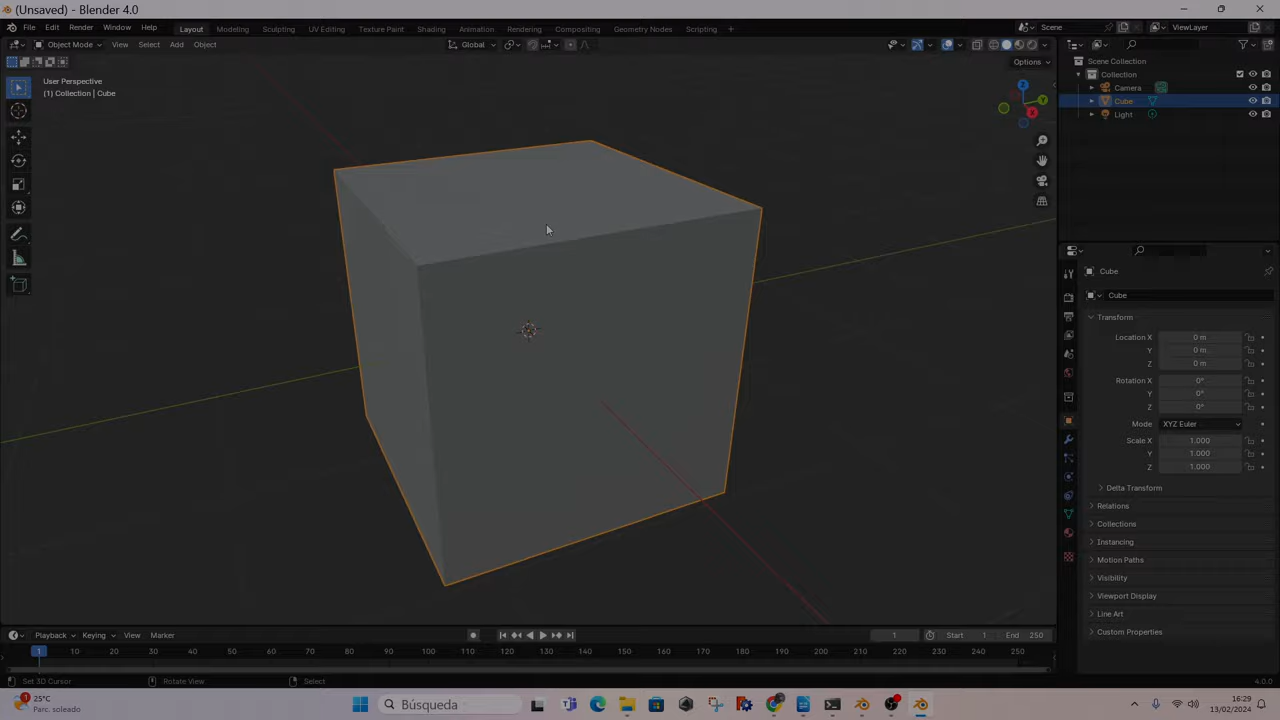 (Unsaved) - Blender 4.0
File Edit Render Window Help Layout Modeling Sculpting UV Editing Texture Paint Shading Animation Rendering Compositing Geometry Nodes Scripting + Scene ViewLayer
Object Mode View Select Add Object Global
Options
User Perspective
(1) Collection | Cube
Z
Y
X
Scene Collection
Collection
Camera
Cube
Light
Cube
Cube
Transform
Location X 0 m
Y 0 m
Z 0 m
Rotation X 0°
Y 0°
Z 0°
Mode XYZ Euler
Scale X 1.000
Y 1.000
Z 1.000
Delta Transform
Relations
Collections
Instancing
Motion Paths
Visibility
Viewport Display
Line Art
Custom Properties
Playback Keying View Marker 1 Start 1 End 250
1 10 20 30 40 50 60 70 80 90 100 110 120 130 140 150 160 170 180 190 200 210 220 230 240 250
Set 3D Cursor Rotate View Select 4.0.0
1 25°C
Parc. soleado
Búsqueda
16:29
13/02/2024